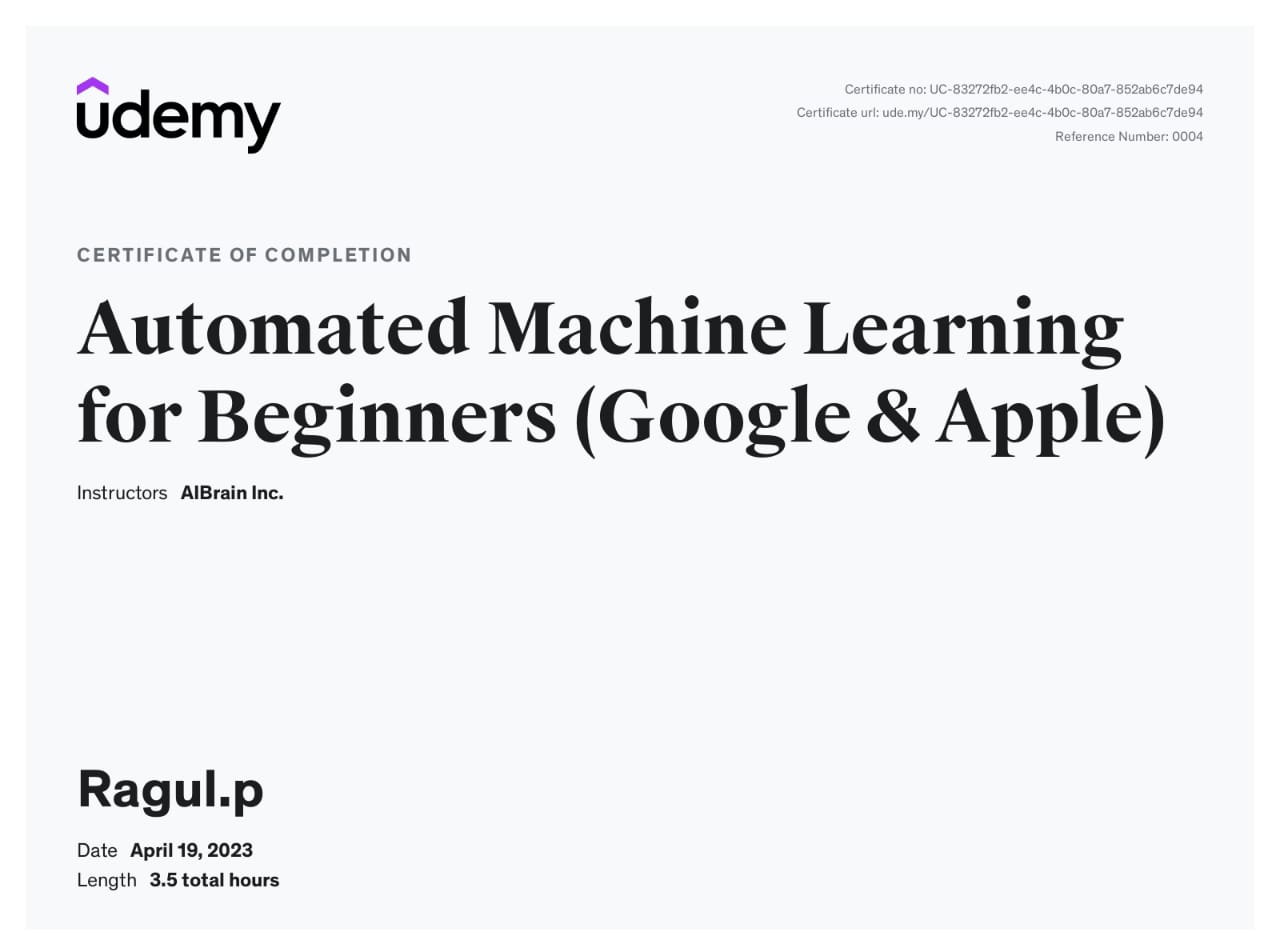 udemy
Certificate no: UC-83272fb2-ee4c-4b0c-80a7-852ab6c7de94
Certificate url: ude.my/UC-83272fb2-ee4c-4b0c-80a7-852ab6c7de94
Reference Number: 0004
CERTIFICATE OF COMPLETION
Automated Machine Learning
for Beginners (Google & Apple)
Instructors AIBrain Inc.
Ragul.p
Date April 19, 2023
Length 3.5 total hours